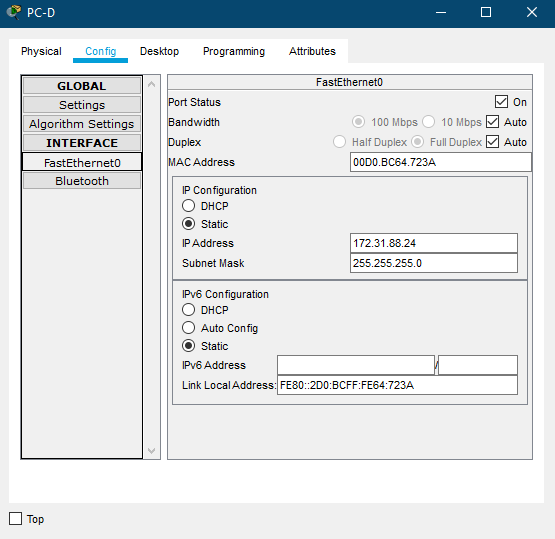 PC-D
Physical Config Desktop Programming Attributes
GLOBAL
Settings
Algorithm Settings
INTERFACE
FastEthernet0
Bluetooth
FastEthernet0
Port Status On
Bandwidth 100 Mbps 10 Mbps Auto
Duplex Half Duplex Full Duplex Auto
MAC Address 00D0.BC64.723A
IP Configuration
DHCP
Static
IP Address 172.31.88.24
Subnet Mask 255.255.255.0
IPv6 Configuration
DHCP
Auto Config
Static
IPv6 Address /
Link Local Address: FE80::2D0:BCFF:FE64:723A
Top